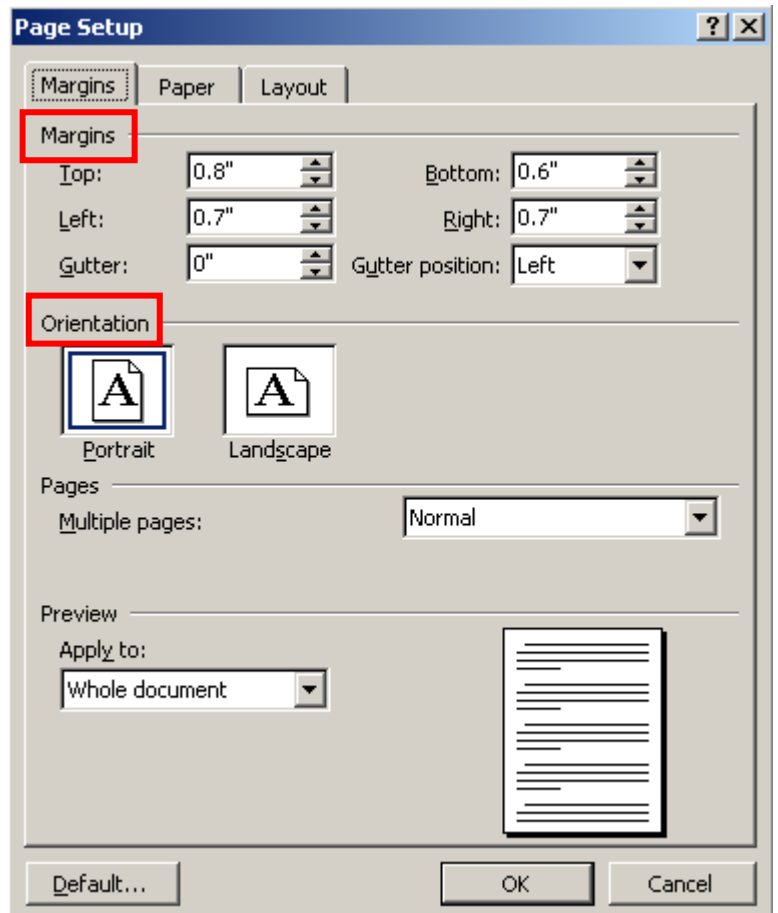 Page Setup
Margins Paper Layout
Margins
Top: 0.8" Bottom: 0.6"
Left: 0.7" Right: 0.7"
Gutter: 0" Gutter position: Left
Orientation
A A
Portrait Landscape
Pages
Multiple pages: Normal
Preview
Apply to:
Whole document
Default... OK Cancel